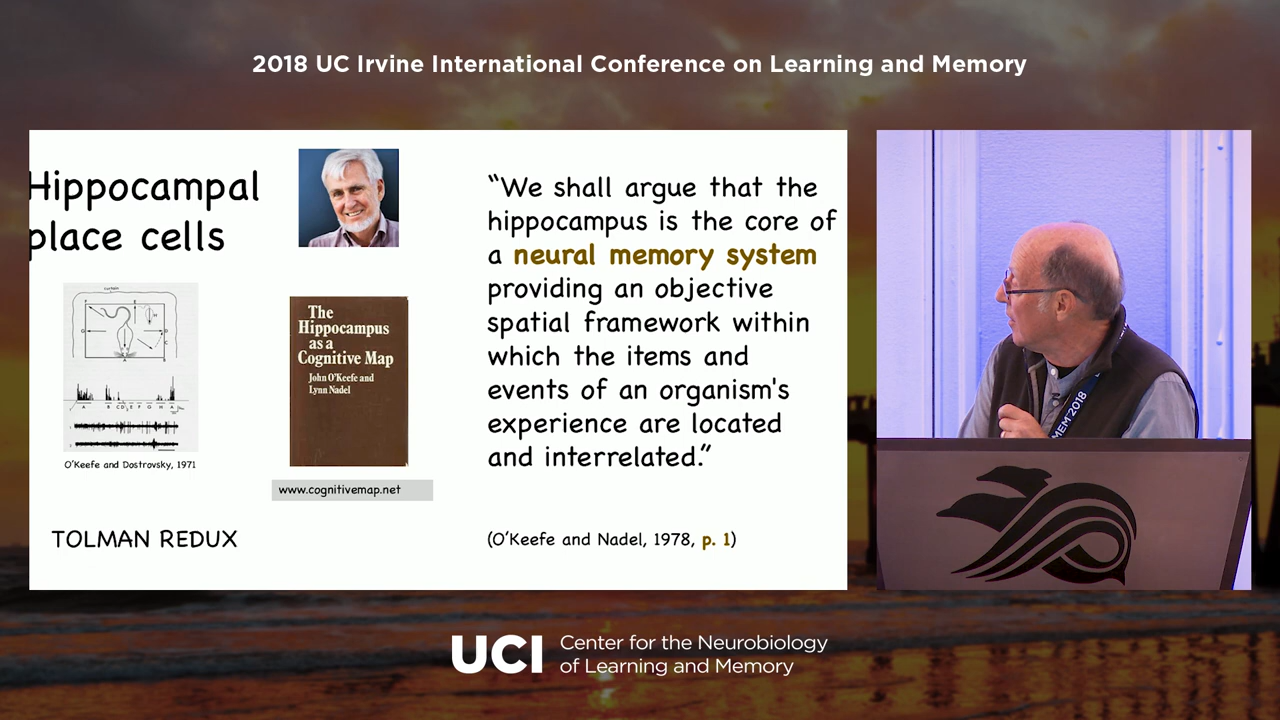 2018 UC Irvine International Conference on Learning and Memory
Hippocampal
place cells
O'Keefe and Dostrovsky, 1971
TOLMAN REDUX
The
Hippocampus
as a
Cognitive Map
John O'Keefe and
Lynn Nadel
www.cognitivemap.net
“We shall argue that the
hippocampus is the core of
a neural memory system
providing an objective
spatial framework within
which the items and
events of an organism's
experience are located
and interrelated.”
(O'Keefe and Nadel, 1978, p. 1)
MEM 2018
UCI
Center for the Neurobiology
of Learning and Memory